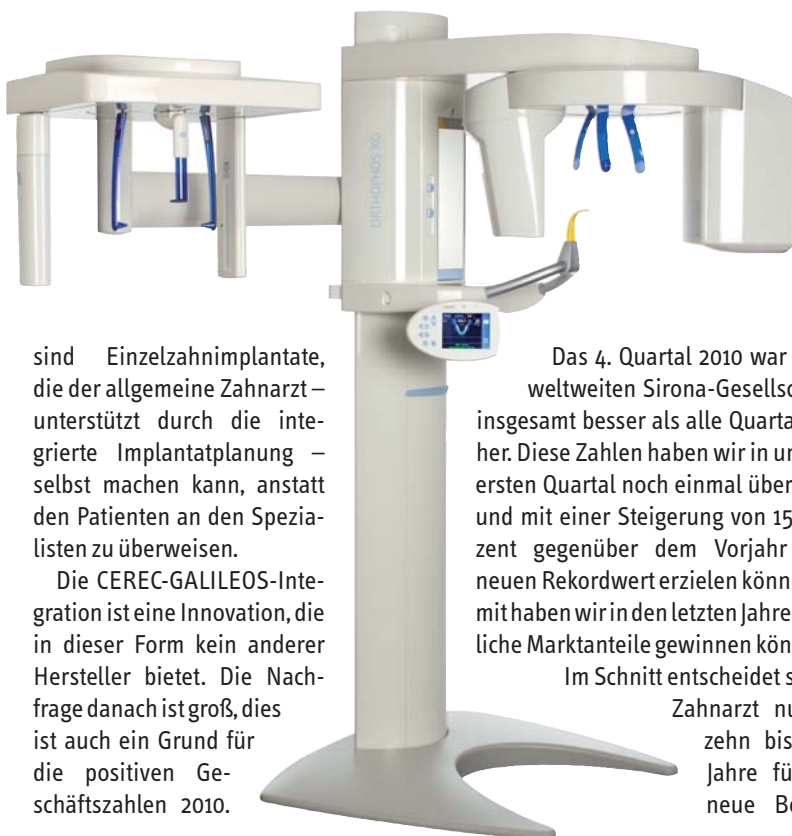 ORTHOPHOS XG
sind Einzelzahnimplantate,
die der allgemeine Zahnarzt –
unterstützt durch die inte-
grierte Implantatplanung –
selbst machen kann, anstatt
den Patienten an den Spezia-
listen zu überweisen.
Die CEREC-GALILEOS-Inte-
gration ist eine Innovation, die
in dieser Form kein anderer
Hersteller bietet. Die Nach-
frage danach ist groß, dies
ist auch ein Grund für
die positiven Ge-
schäftszahlen 2010.
Das 4. Quartal 2010 war
weltweiten Sirona-Gesellsc
insgesamt besser als alle Quarta
her. Diese Zahlen haben wir in
ersten Quartal noch einmal über
und mit einer Steigerung von 15
zent gegenüber dem Vorjahr
neuen Rekordwert erzielen könne
mit haben wir in den letzten Jahre
liche Marktanteile gewinnen kön
Im Schnitt entscheidet s
Zahnarzt nu
zehn bis
Jahre fü
neue Be